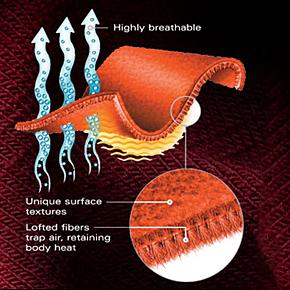 Highly breathable
Unique surface
textures
Lofted fibers
trap air, retaining
body heat